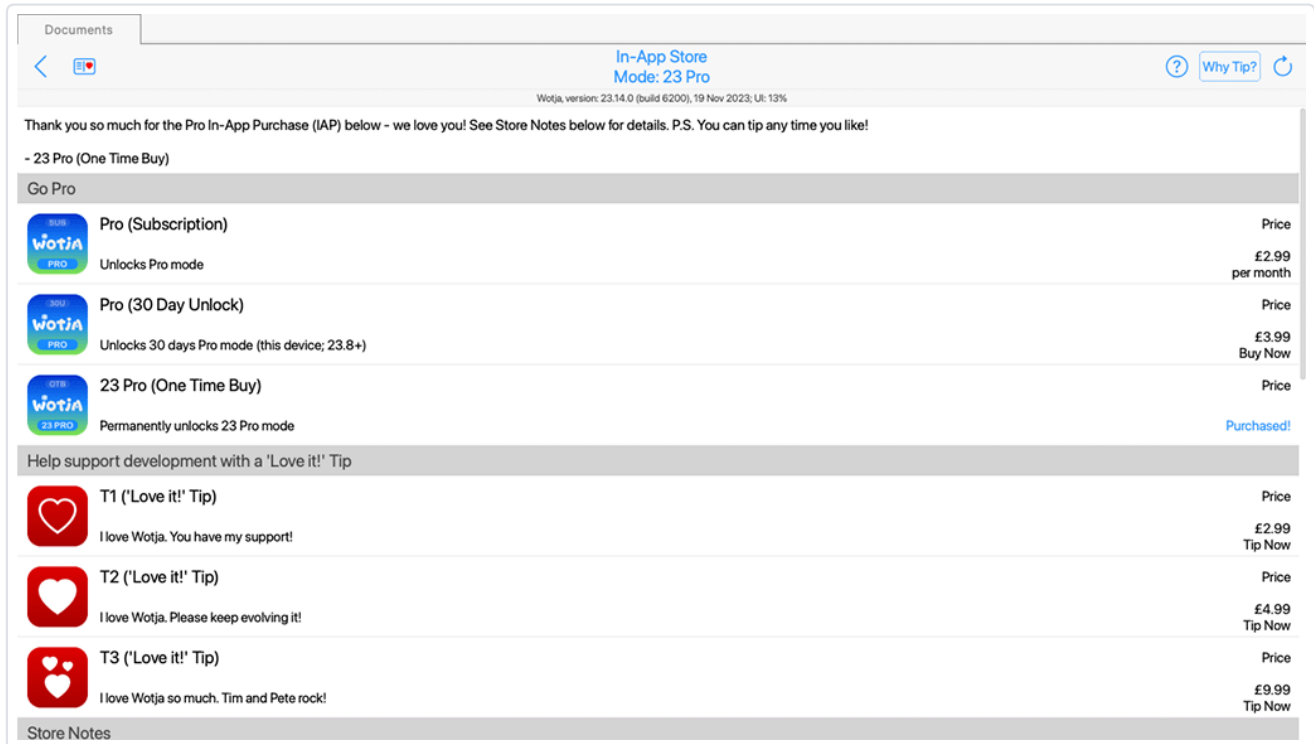 Documents
In-App Store
Mode: 23 Pro
Why Tip?
Wotja, version: 23.14.0 (build 6200), 19 Nov 2023; UI: 13%
Thank you so much for the Pro In-App Purchase (IAP) below - we love you! See Store Notes below for details. P.S. You can tip any time you like!
- 23 Pro (One Time Buy)
Go Pro
SUB
wotja
PRO
Pro (Subscription)
Price
Unlocks Pro mode
£2.99
per month
30U
wotja
PRO
Pro (30 Day Unlock)
Price
Unlocks 30 days Pro mode (this device; 23.8+)
£3.99
Buy Now
OTB
wotja
23 PRO
23 Pro (One Time Buy)
Price
Permanently unlocks 23 Pro mode
Purchased!
Help support development with a 'Love it!' Tip
T1 ('Love it!' Tip)
Price
I love Wotja. You have my support!
£2.99
Tip Now
T2 ('Love it!' Tip)
Price
I love Wotja. Please keep evolving it!
£4.99
Tip Now
T3 ('Love it!' Tip)
Price
I love Wotja so much. Tim and Pete rock!
£9.99
Tip Now
Store Notes